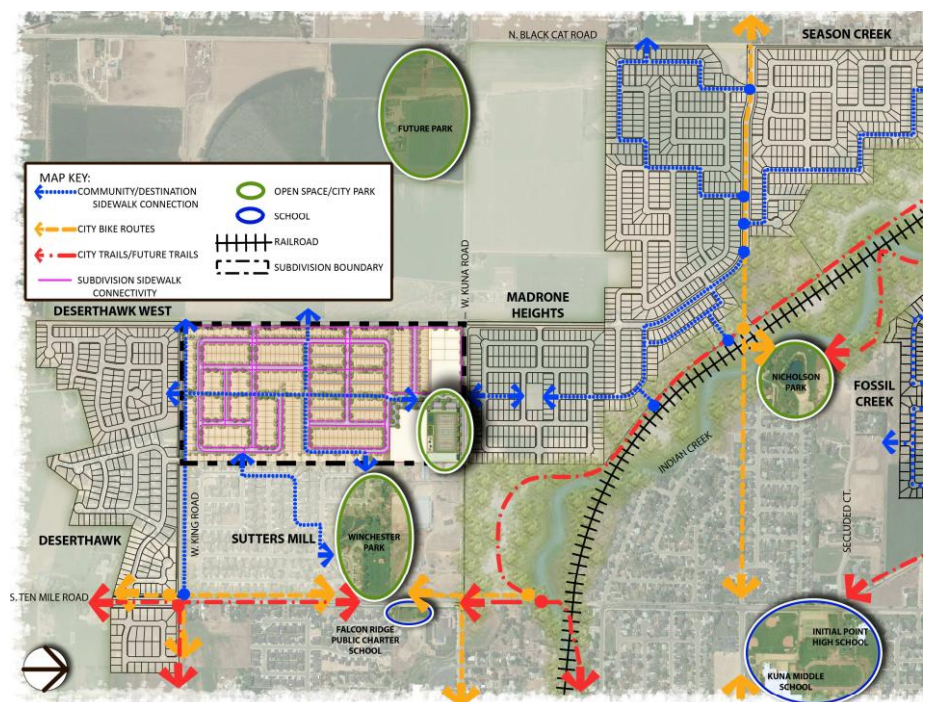 N. BLACK CAT ROAD
SEASON CREEK
FUTURE PARK
MAP KEY:
COMMUNITY/DESTINATION
SIDEWALK CONNECTION
CITY BIKE ROUTES
CITY TRAILS/FUTURE TRAILS
SUBDIVISION SIDEWALK
CONNECTIVITY
OPEN SPACE/CITY PARK
SCHOOL
RAILROAD
SUBDIVISION BOUNDARY
W. KUNA ROAD
DESERTHAWK WEST
MADRONE
HEIGHTS
NICHOLSON
PARK
FOSSIL
CREEK
INDIAN CREEK
W. KING ROAD
SECLUDED CT.
DESERTHAWK
SUTTERS MILL
WINCHESTER
PARK
S. TEN MILE ROAD
FALCON RIDGE
PUBLIC CHARTER
SCHOOL
INITIAL POINT
HIGH SCHOOL
KUNA MIDDLE
SCHOOL